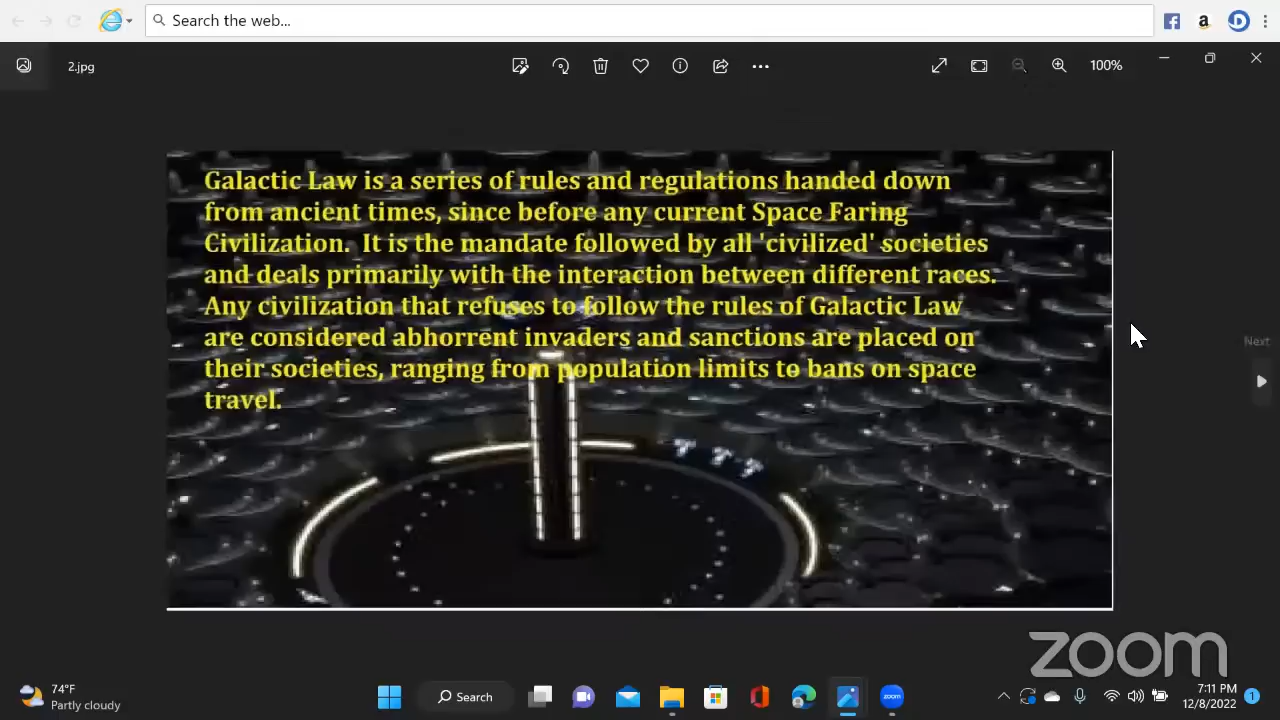 Search the web...
2.jpg
100%
Galactic Law is a series of rules and regulations handed down
from ancient times, since before any current Space Faring
Civilization.  It is the mandate followed by all 'civilized' societies
and deals primarily with the interaction between different races.
Any civilization that refuses to follow the rules of Galactic Law
are considered abhorrent invaders and sanctions are placed on
their societies, ranging from population limits to bans on space
travel.
Next
zoom
74°F
Partly cloudy
Search
zoom
7:11 PM
12/8/2022
1